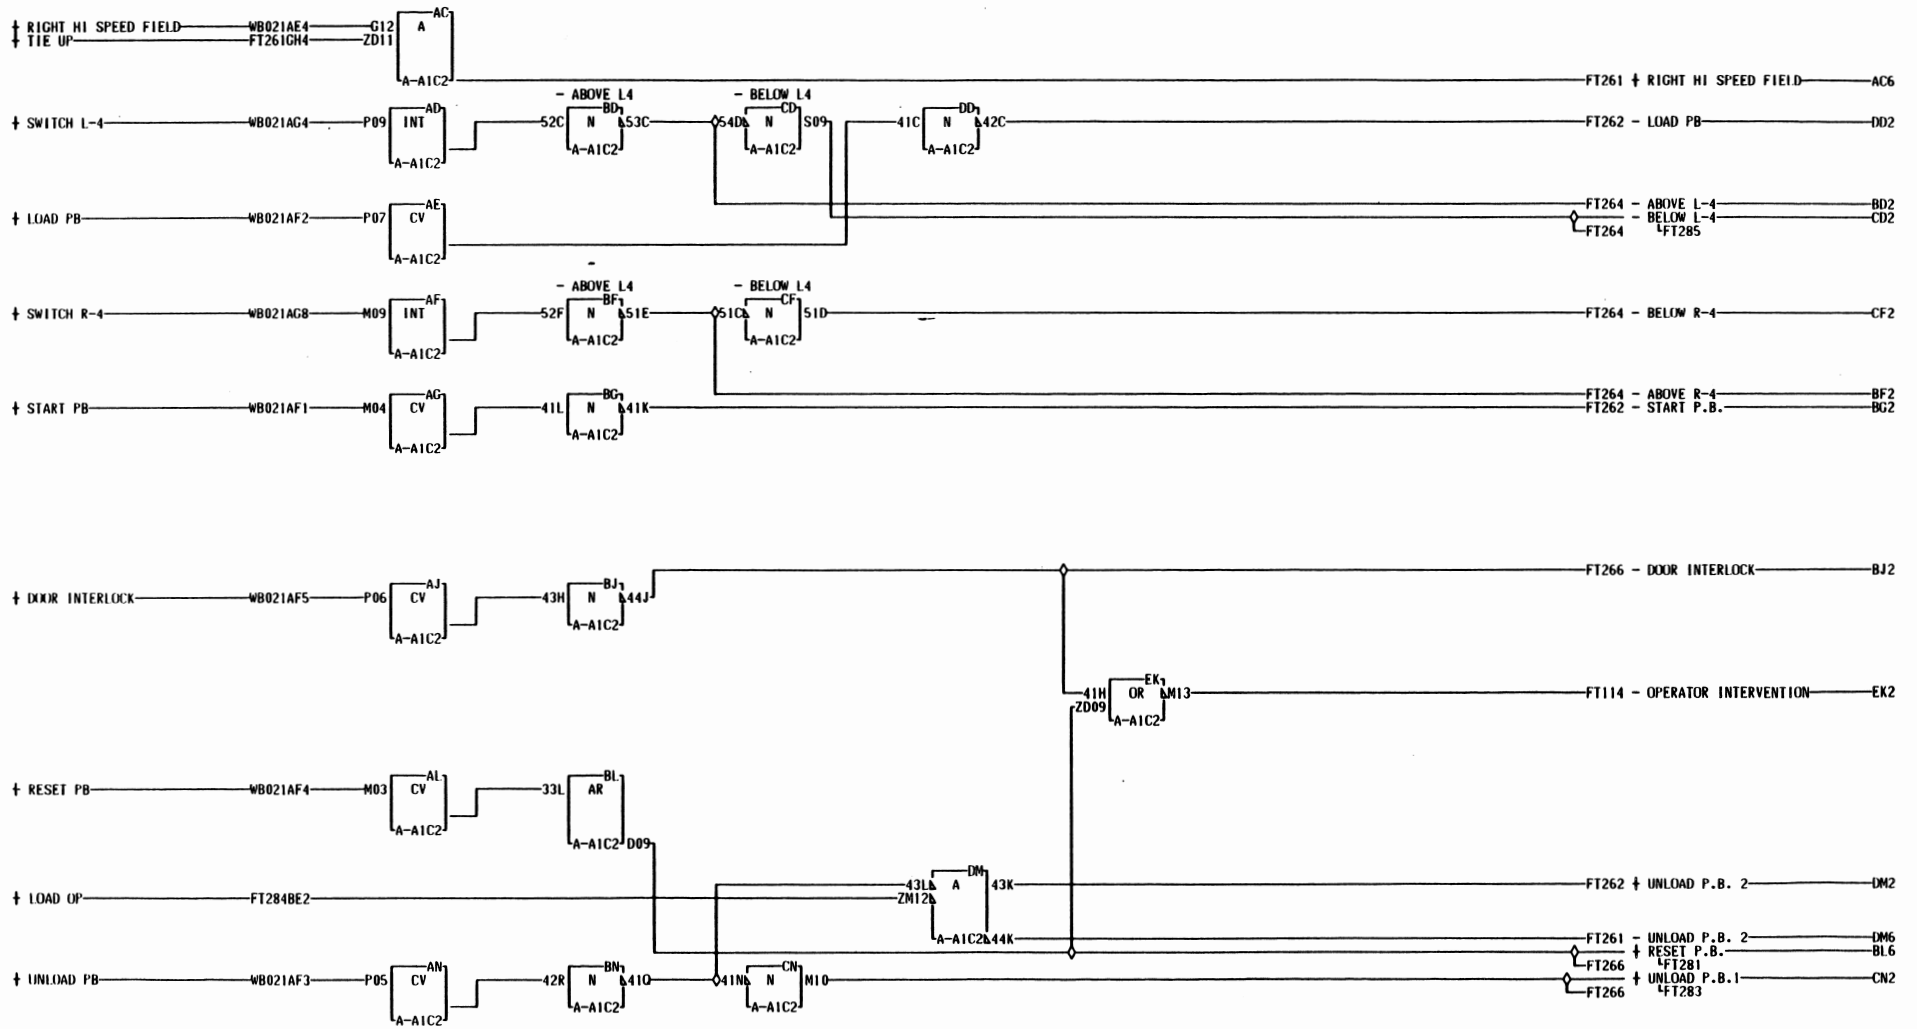 AC
+ RIGHT HI SPEED FIELD WB021AE4 G12 A
+ TIE UP FT261GH4 ZD11
A-A1C2 FT261 + RIGHT HI SPEED FIELD AC6
- ABOVE L4 - BELOW L4
AD BD CD DD
+ SWITCH L-4 WB021AG4 P09 INT 52C N 53C 54D N S09 41C N 42C FT262 - LOAD PB DD2
A-A1C2 A-A1C2 A-A1C2
A-A1C2
AE FT264 - ABOVE L-4 BD2
+ LOAD PB WB021AF2 P07 CV - BELOW L-4 CD2
FT264 FT285
A-A1C2
- ABOVE L4 - BELOW L4
AF BF CF
+ SWITCH R-4 WB021AG8 M09 INT 52F N 51E 51C N 51D FT264 - BELOW R-4 CF2
A-A1C2 A-A1C2
A-A1C2
AG BG FT264 - ABOVE R-4 BF2
+ START PB WB021AF1 M04 CV 41L N 41K FT262 - START P.B. BG2
A-A1C2
A-A1C2
FT266 - DOOR INTERLOCK BJ2
AJ BJ
+ DOOR INTERLOCK WB021AF5 P06 CV 43H N 44J
A-A1C2
A-A1C2
EK
41H OR M13 FT114 - OPERATOR INTERVENTION EK2
ZD09
A-A1C2
AL BL
+ RESET PB WB021AF4 M03 CV 33L AR
A-A1C2
A-A1C2 D09
DM
43L A 43K FT262 + UNLOAD P.B. 2 DM2
+ LOAD OP FT284BE2 ZM12
A-A1C2 44K FT261 - UNLOAD P.B. 2 DM6
+ RESET P.B. BL6
AN BN CN FT266 FT281
+ UNLOAD PB WB021AF3 P05 CV 42R N 41Q 41N N M10 + UNLOAD P.B.1 CN2
FT266 FT283
A-A1C2 A-A1C2
A-A1C2